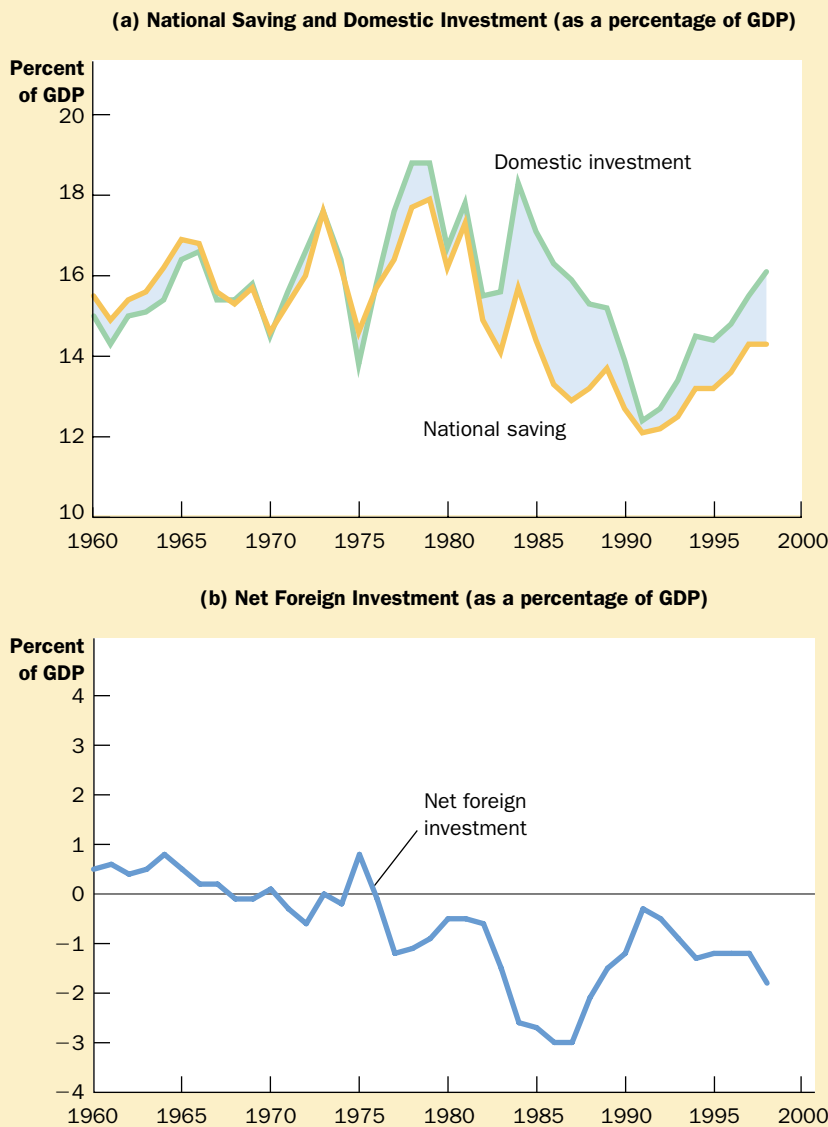 (a) National Saving and Domestic Investment (as a percentage of GDP)
Percent
of GDP
20
Domestic investment
18
16
14
National saving
12
10
1960 1965 1970 1975 1980 1985 1990 1995 2000
(b) Net Foreign Investment (as a percentage of GDP)
Percent
of GDP
4
3
2
Net foreign
investment
1
0
−1
−2
−3
−4
1960 1965 1970 1975 1980 1985 1990 1995 2000